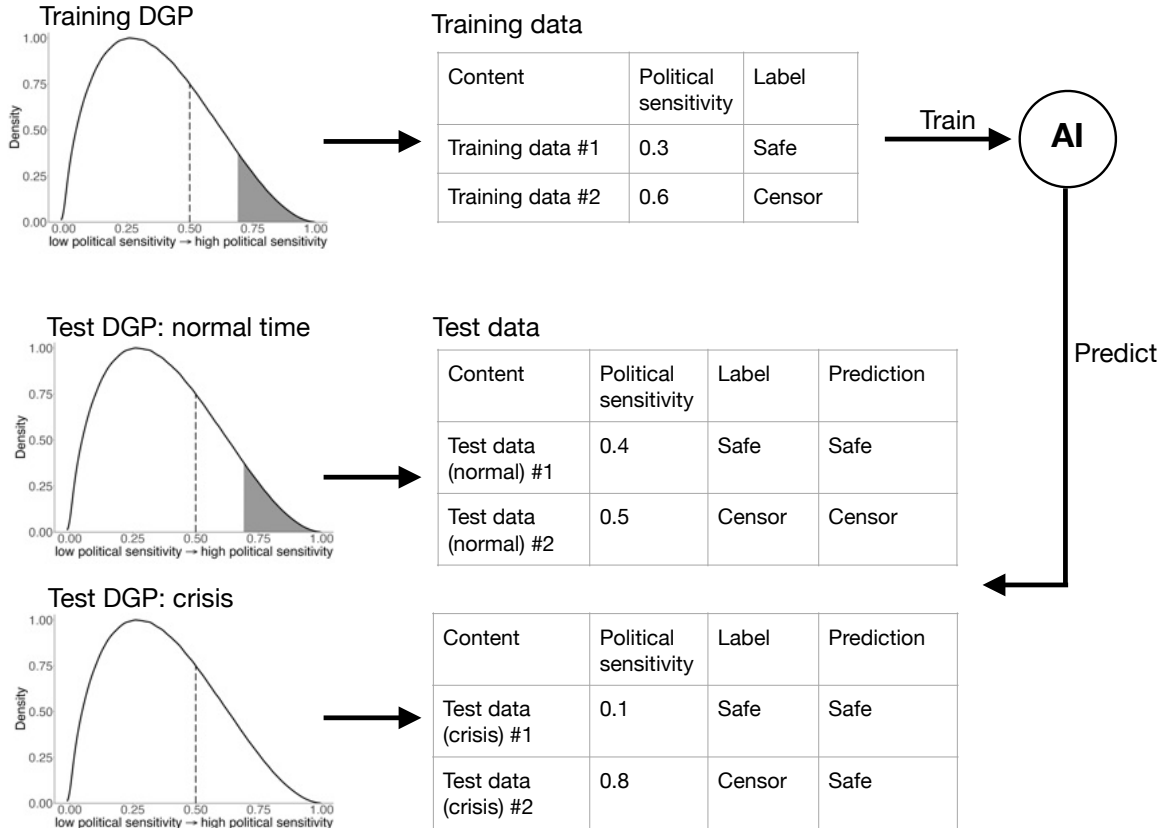 Training DGP
1.00
0.75
0.50
0.25
0.00
Density
0.00 0.25 0.50 0.75 1.00
low political sensitivity → high political sensitivity
Training data
Content Political Label
sensitivity
Training data #1 0.3 Safe
Training data #2 0.6 Censor
Train
AI
Predict
Test DGP: normal time
1.00
0.75
0.50
0.25
0.00
Density
0.00 0.25 0.50 0.75 1.00
low political sensitivity → high political sensitivity
Test data
Content Political Label Prediction
sensitivity
Test data 0.4 Safe Safe
(normal) #1
Test data 0.5 Censor Censor
(normal) #2
Test DGP: crisis
1.00
0.75
0.50
0.25
0.00
Density
0.00 0.25 0.50 0.75 1.00
low political sensitivity → high political sensitivity
Content Political Label Prediction
sensitivity
Test data 0.1 Safe Safe
(crisis) #1
Test data 0.8 Censor Safe
(crisis) #2